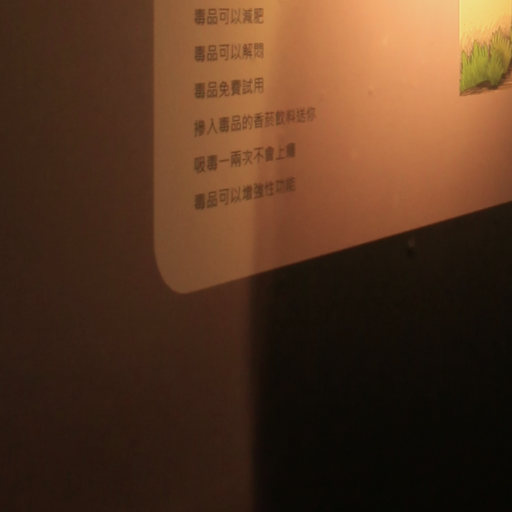 毒品可以減肥
毒品可以解悶
毒品免費試用
摻入毒品的香菸飲料送你
吸毒一兩次不會上癮
毒品可以增強性功能